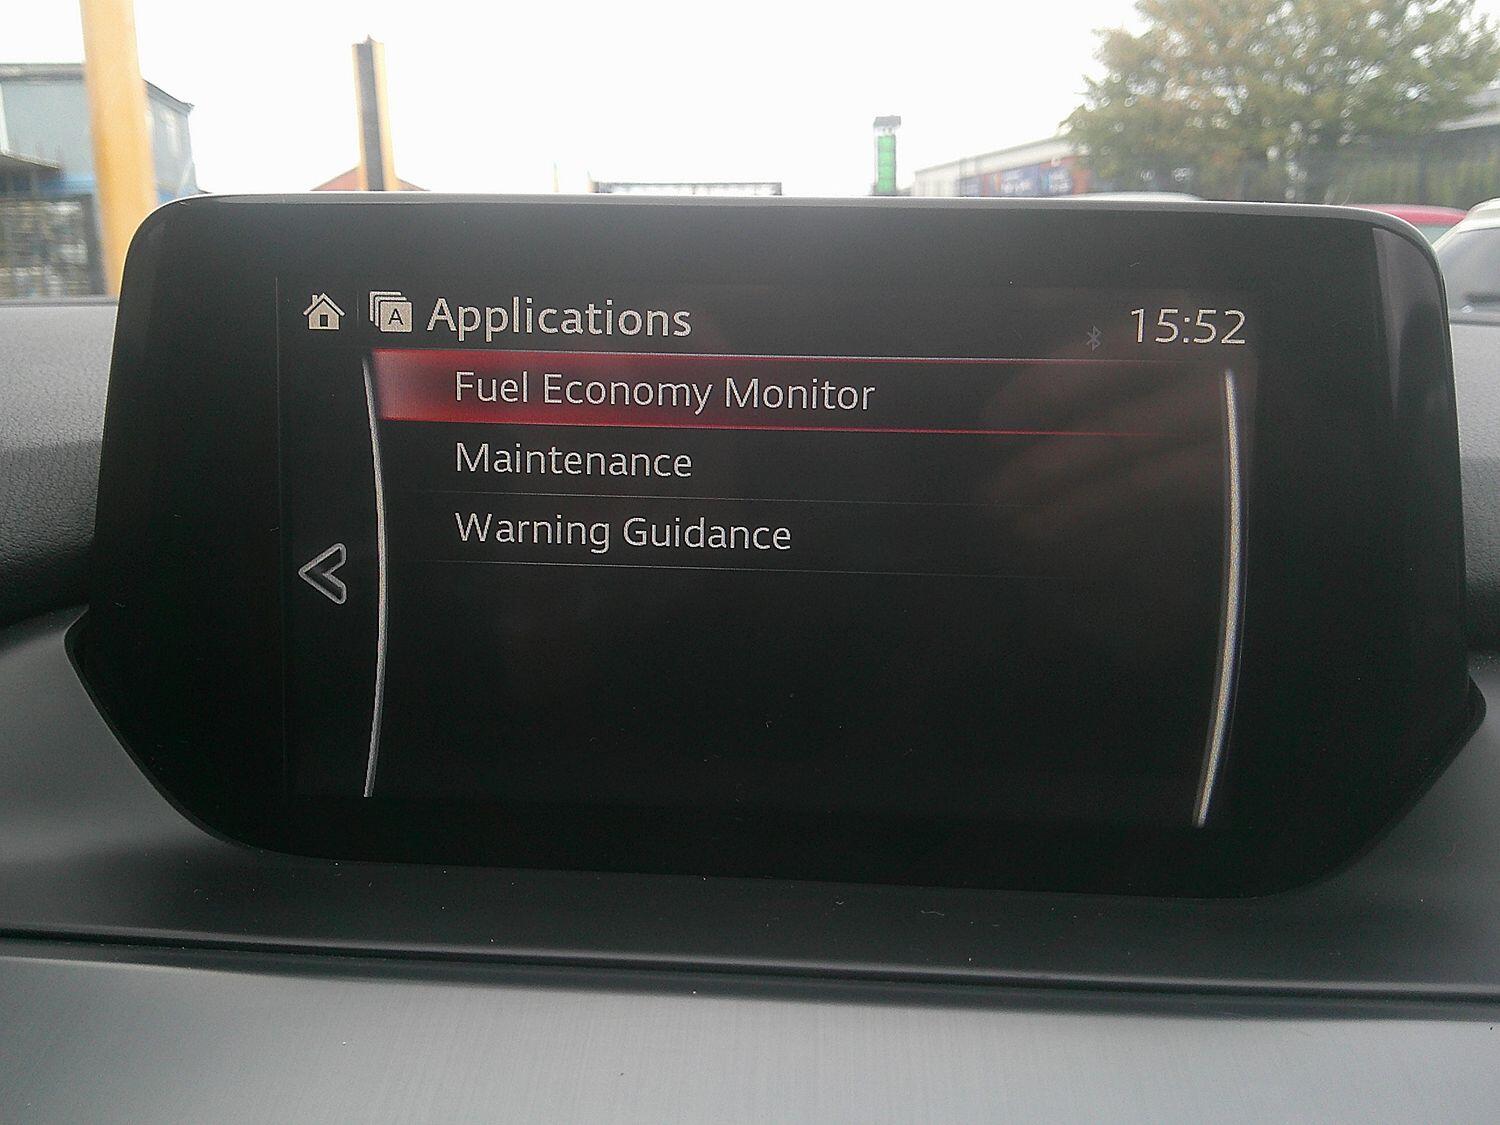 A Applications 15:52
Fuel Economy Monitor
Maintenance
Warning Guidance